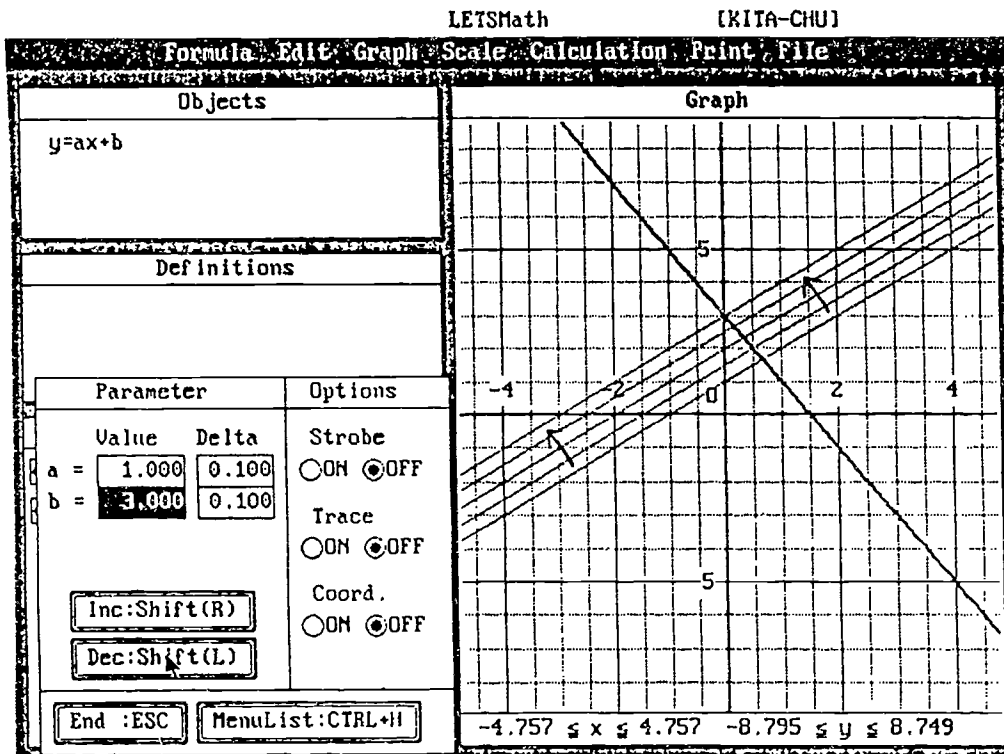 LETSMath [KITA-CHU]
Formula Edit Graph Scale Calculation Print File
Objects
y=ax+b
Definitions
Parameter
Value Delta
a = 1.000 0.100
b = 3.000 0.100
Options
Strobe
ON OFF
Trace
ON OFF
Coord.
ON OFF
Inc:Shift(R)
Dec:Shift(L)
End :ESC MenuList:CTRL+H
Graph
5
-4 -2 0 2 4
5
-4.757 ≤ x ≤ 4.757 -8.795 ≤ y ≤ 8.749